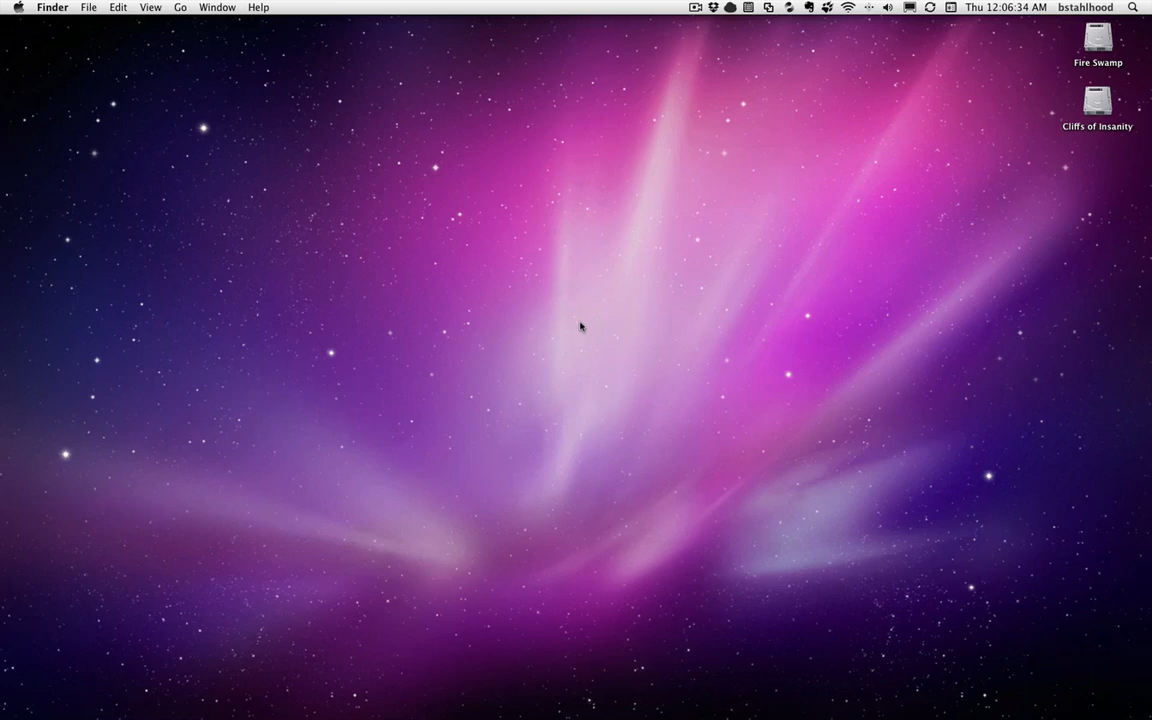 Finder File Edit View Go Window Help Thu 12:06:34 AM bstahlhood
Fire Swamp
Cliffs of Insanity